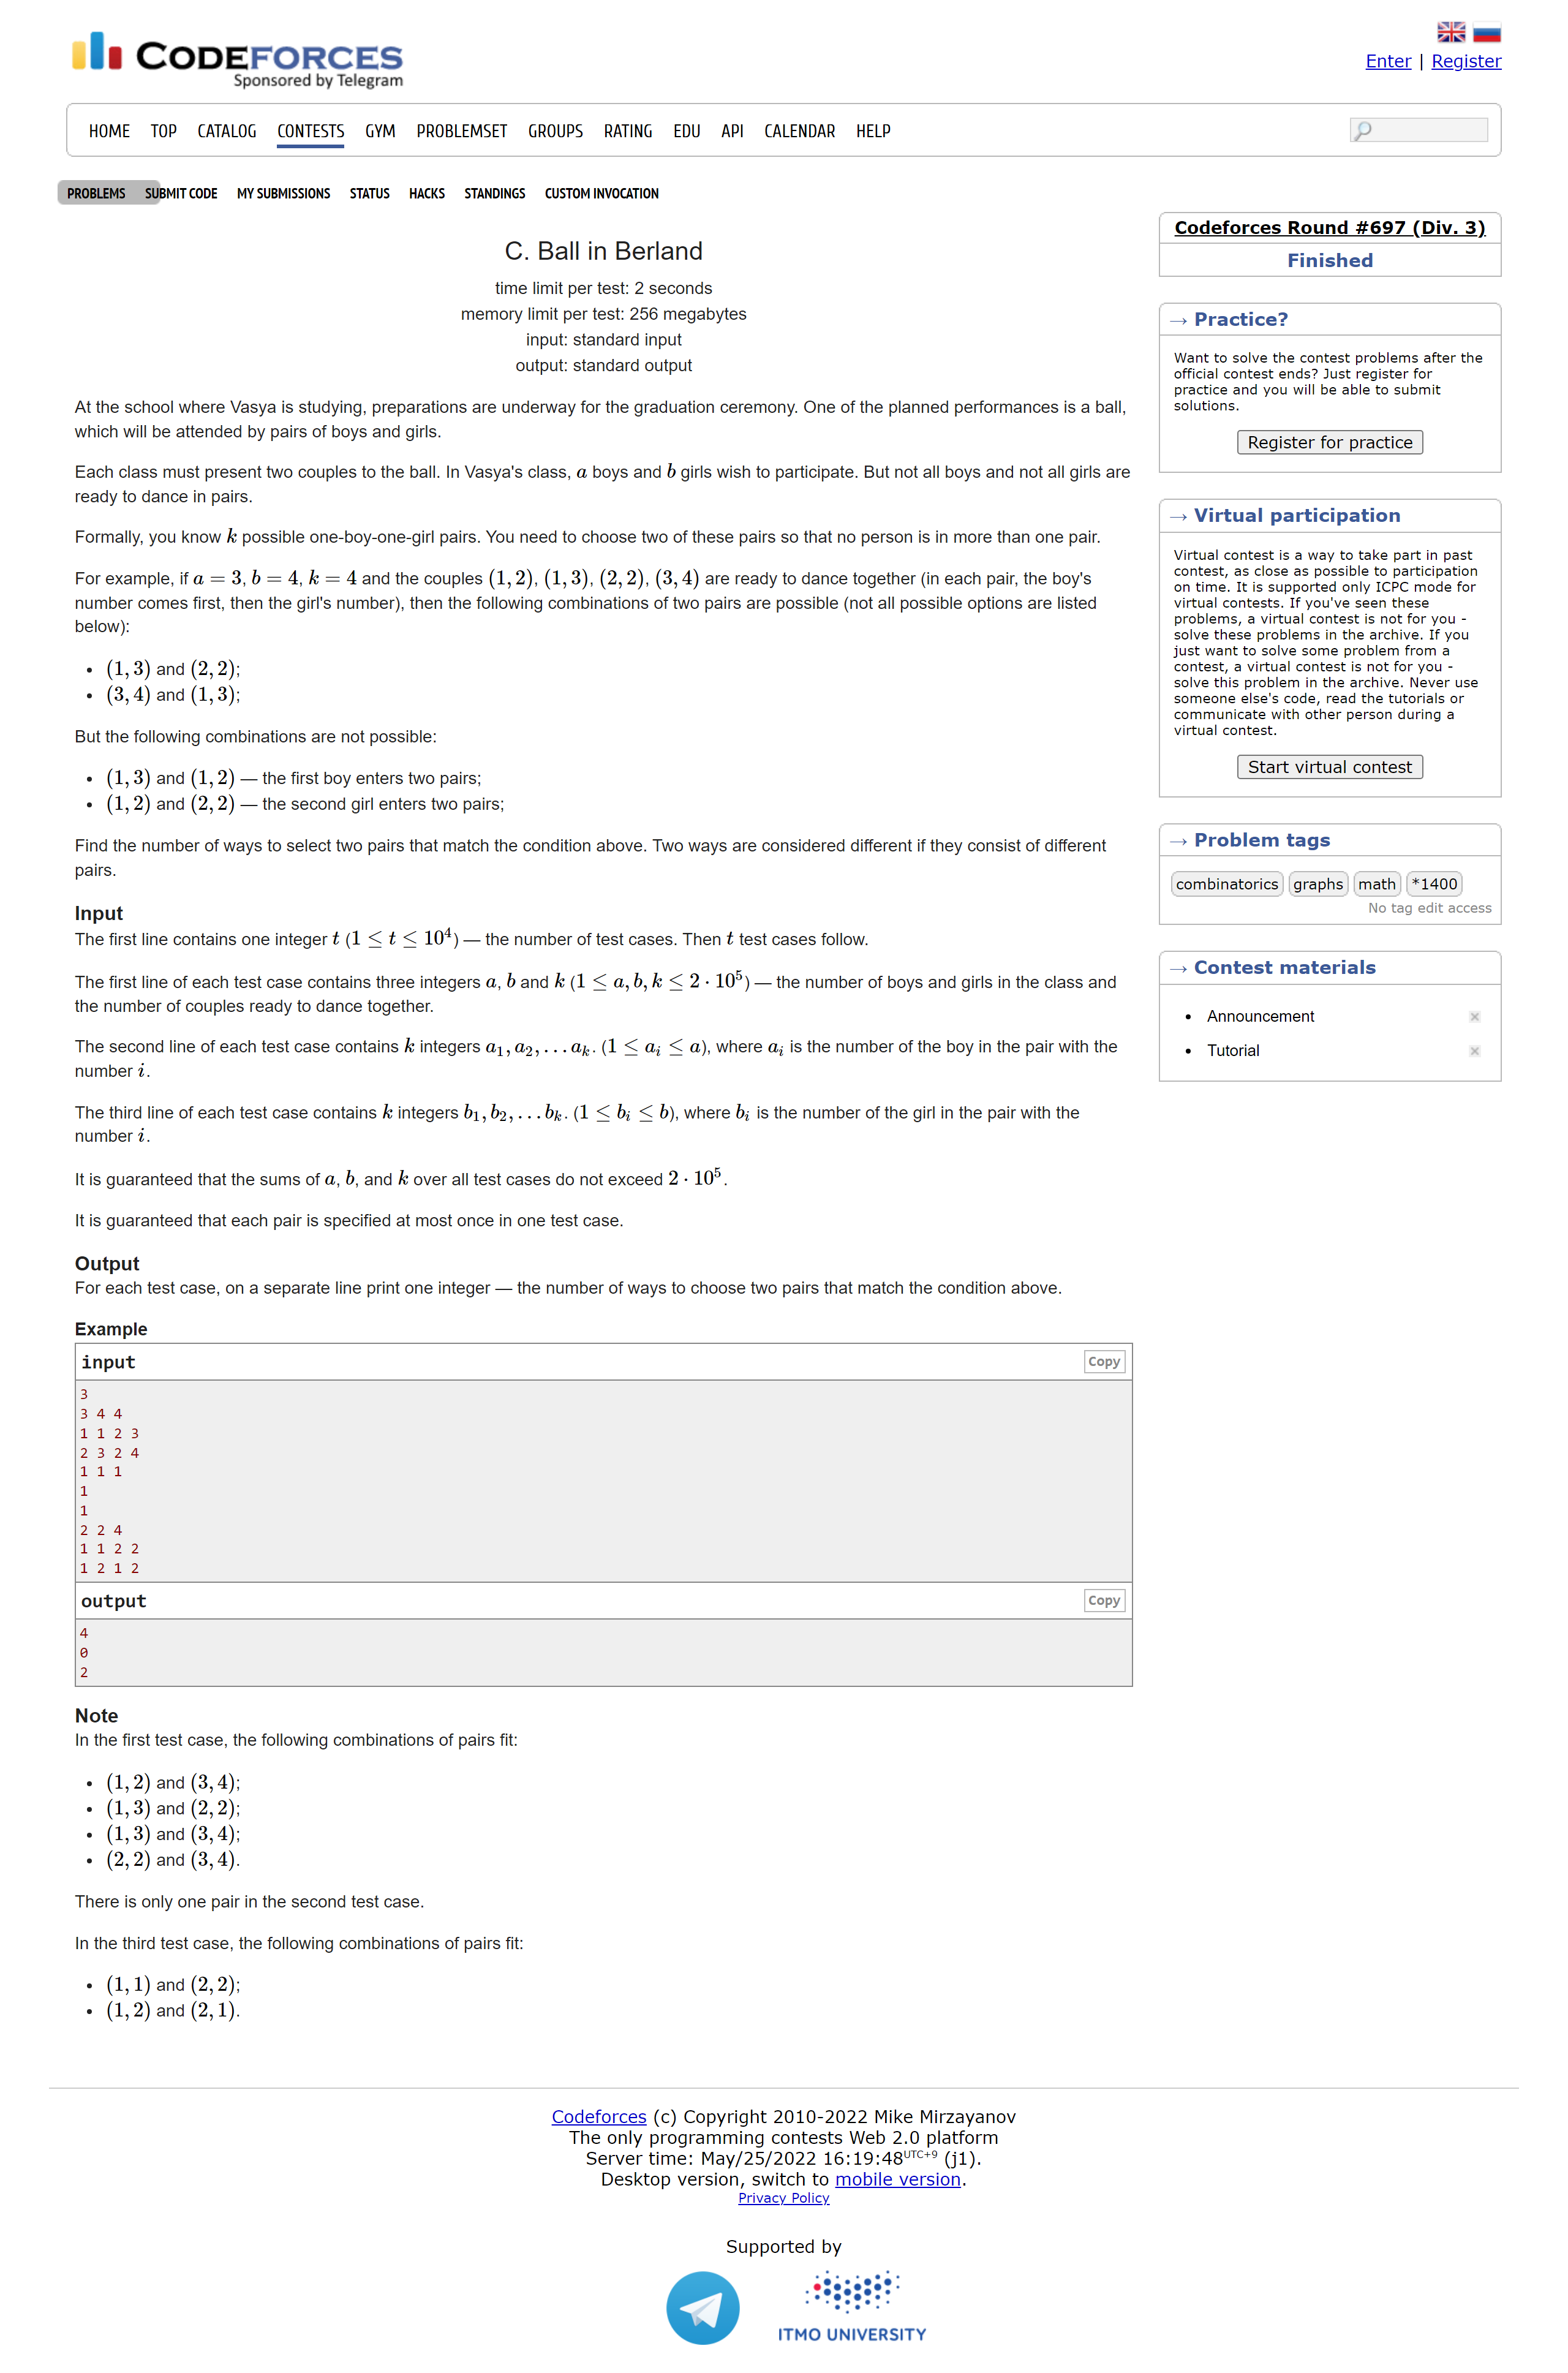 CODEFORCES
Sponsored by Telegram
Enter | Register
HOME TOP CATALOG CONTESTS GYM PROBLEMSET GROUPS RATING EDU API CALENDAR HELP
PROBLEMS SUBMIT CODE MY SUBMISSIONS STATUS HACKS STANDINGS CUSTOM INVOCATION
C. Ball in Berland
time limit per test: 2 seconds
memory limit per test: 256 megabytes
input: standard input
output: standard output
At the school where Vasya is studying, preparations are underway for the graduation ceremony. One of the planned performances is a ball,
which will be attended by pairs of boys and girls.
Each class must present two couples to the ball. In Vasya's class, a boys and b girls wish to participate. But not all boys and not all girls are
ready to dance in pairs.
Formally, you know k possible one-boy-one-girl pairs. You need to choose two of these pairs so that no person is in more than one pair.
For example, if a = 3, b = 4, k = 4 and the couples (1, 2), (1, 3), (2, 2), (3, 4) are ready to dance together (in each pair, the boy's
number comes first, then the girl's number), then the following combinations of two pairs are possible (not all possible options are listed
below):
• (1, 3) and (2, 2);
• (3, 4) and (1, 3);
But the following combinations are not possible:
• (1, 3) and (1, 2) — the first boy enters two pairs;
• (1, 2) and (2, 2) — the second girl enters two pairs;
Find the number of ways to select two pairs that match the condition above. Two ways are considered different if they consist of different
pairs.
Input
The first line contains one integer t (1 ≤ t ≤ 10⁴) — the number of test cases. Then t test cases follow.
The first line of each test case contains three integers a, b and k (1 ≤ a, b, k ≤ 2 · 10⁵) — the number of boys and girls in the class and
the number of couples ready to dance together.
The second line of each test case contains k integers a₁, a₂, … aₖ. (1 ≤ aᵢ ≤ a), where aᵢ is the number of the boy in the pair with the
number i.
The third line of each test case contains k integers b₁, b₂, … bₖ. (1 ≤ bᵢ ≤ b), where bᵢ is the number of the girl in the pair with the
number i.
It is guaranteed that the sums of a, b, and k over all test cases do not exceed 2 · 10⁵.
It is guaranteed that each pair is specified at most once in one test case.
Output
For each test case, on a separate line print one integer — the number of ways to choose two pairs that match the condition above.
Example
input Copy
3
3 4 4
1 1 2 3
2 3 2 4
1 1 1
1
1
2 2 4
1 1 2 2
1 2 1 2
output Copy
4
0
2
Note
In the first test case, the following combinations of pairs fit:
• (1, 2) and (3, 4);
• (1, 3) and (2, 2);
• (1, 3) and (3, 4);
• (2, 2) and (3, 4).
There is only one pair in the second test case.
In the third test case, the following combinations of pairs fit:
• (1, 1) and (2, 2);
• (1, 2) and (2, 1).
Codeforces Round #697 (Div. 3)
Finished
→ Practice?
Want to solve the contest problems after the
official contest ends? Just register for
practice and you will be able to submit
solutions.
Register for practice
→ Virtual participation
Virtual contest is a way to take part in past
contest, as close as possible to participation
on time. It is supported only ICPC mode for
virtual contests. If you've seen these
problems, a virtual contest is not for you -
solve these problems in the archive. If you
just want to solve some problem from a
contest, a virtual contest is not for you -
solve this problem in the archive. Never use
someone else's code, read the tutorials or
communicate with other person during a
virtual contest.
Start virtual contest
→ Problem tags
combinatorics graphs math *1400
No tag edit access
→ Contest materials
• Announcement
• Tutorial
Codeforces (c) Copyright 2010-2022 Mike Mirzayanov
The only programming contests Web 2.0 platform
Server time: May/25/2022 16:19:48 UTC+9 (j1).
Desktop version, switch to mobile version.
Privacy Policy
Supported by
ITMO UNIVERSITY